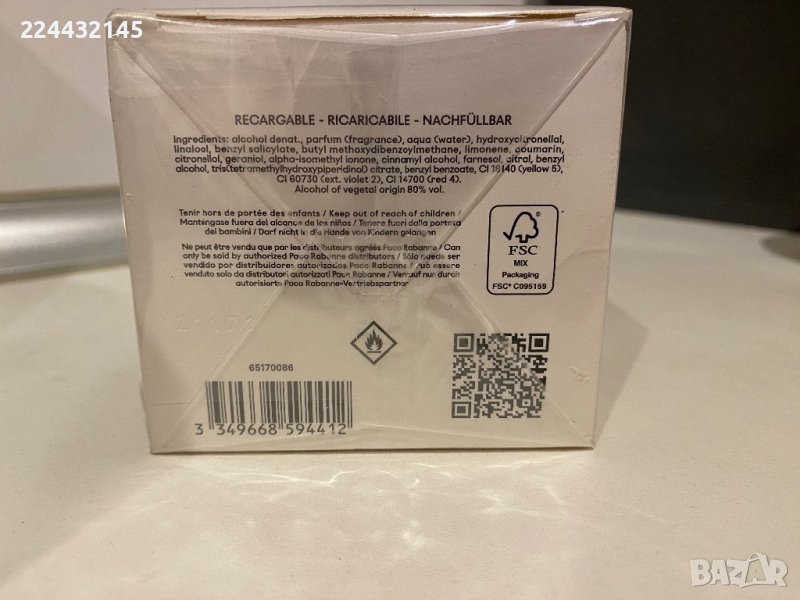 224432145
RECARGABLE - RICARICABILE - NACHFÜLLBAR
Ingredients: alcohol denat., parfum (fragrance), aqua (water), hydroxycitronellal,
linalool, benzyl salicylate, butyl methoxydibenzoylmethane, limonene, coumarin,
citronellol, geraniol, alpha-isomethyl ionone, cinnamyl alcohol, farnesol, citral, benzyl
alcohol, tris(tetramethylhydroxypiperidinol) citrate, benzyl benzoate, CI 19140 (yellow 5),
CI 60730 (ext. violet 2), CI 14700 (red 4).
Alcohol of vegetal origin 80% vol.
Tenir hors de portée des enfants / Keep out of reach of children /
Mantengase fuera del alcance de los niños / Tenere fuori dalla portata
dei bambini / Darf nicht in die Hände von Kindern gelangen
Ne peut être vendu que par les distributeurs agréés Paco Rabanne / Can
only be sold by authorized Paco Rabanne distributors / Sólo puede ser
vendido por distribuidores autorizados Paco Rabanne / Può essere
venduto solo da distributori autorizzati Paco Rabanne / Verkauf nur durch
autorisierte Paco Rabanne-Vertriebspartner
FSC
MIX
Packaging
FSC® C095159
65170086
3 349668 594412
BAZAR